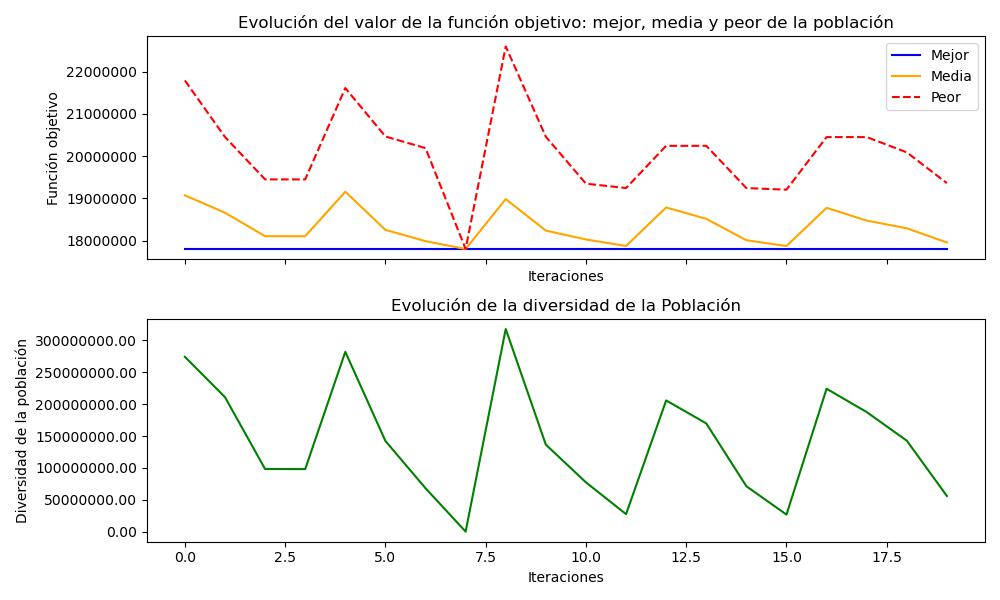 Evolución del valor de la función objetivo: mejor, media y peor de la población
Función objetivo
22000000
21000000
20000000
19000000
18000000
Mejor
Media
Peor
Iteraciones
Evolución de la diversidad de la Población
Diversidad de la población
300000000.00
250000000.00
200000000.00
150000000.00
100000000.00
50000000.00
0.00
0.0 2.5 5.0 7.5 10.0 12.5 15.0 17.5
Iteraciones